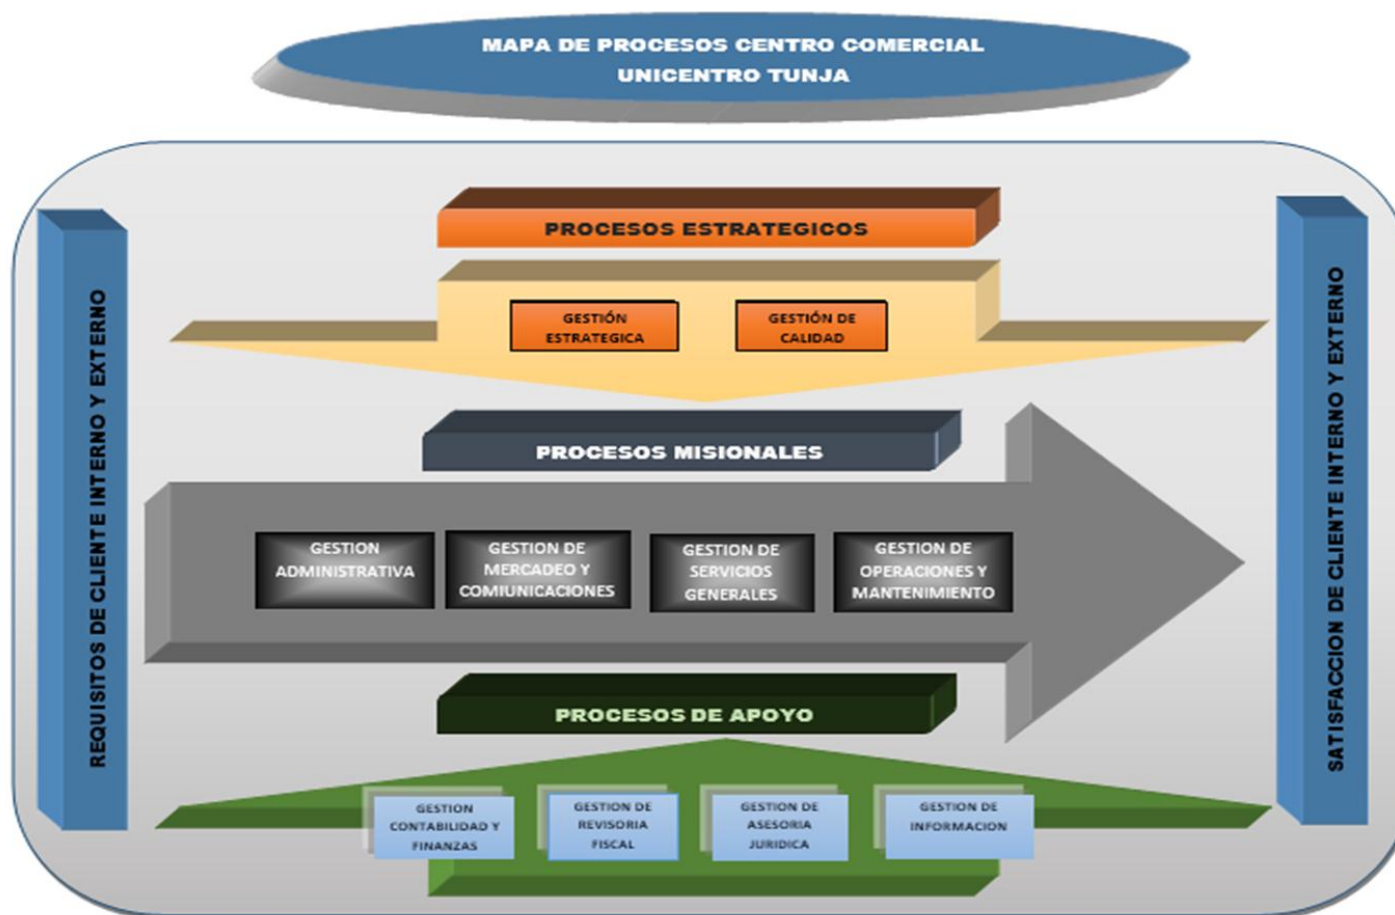 MAPA DE PROCESOS CENTRO COMERCIAL
UNICENTRO TUNJA
REQUISITOS DE CLIENTE INTERNO Y EXTERNO
PROCESOS ESTRATEGICOS
GESTIÓN
ESTRATEGICA
GESTIÓN DE
CALIDAD
PROCESOS MISIONALES
GESTION
ADMINISTRATIVA
GESTION DE
MERCADEO Y
COMIUNICACIONES
GESTION DE
SERVICIOS
GENERALES
GESTION DE
OPERACIONES Y
MANTENIMIENTO
PROCESOS DE APOYO
GESTION
CONTABILIDAD Y
FINANZAS
GESTION DE
REVISORIA
FISCAL
GESTION DE
ASESORIA
JURIDICA
GESTION DE
INFORMACION
SATISFACCION DE CLIENTE INTERNO Y EXTERNO